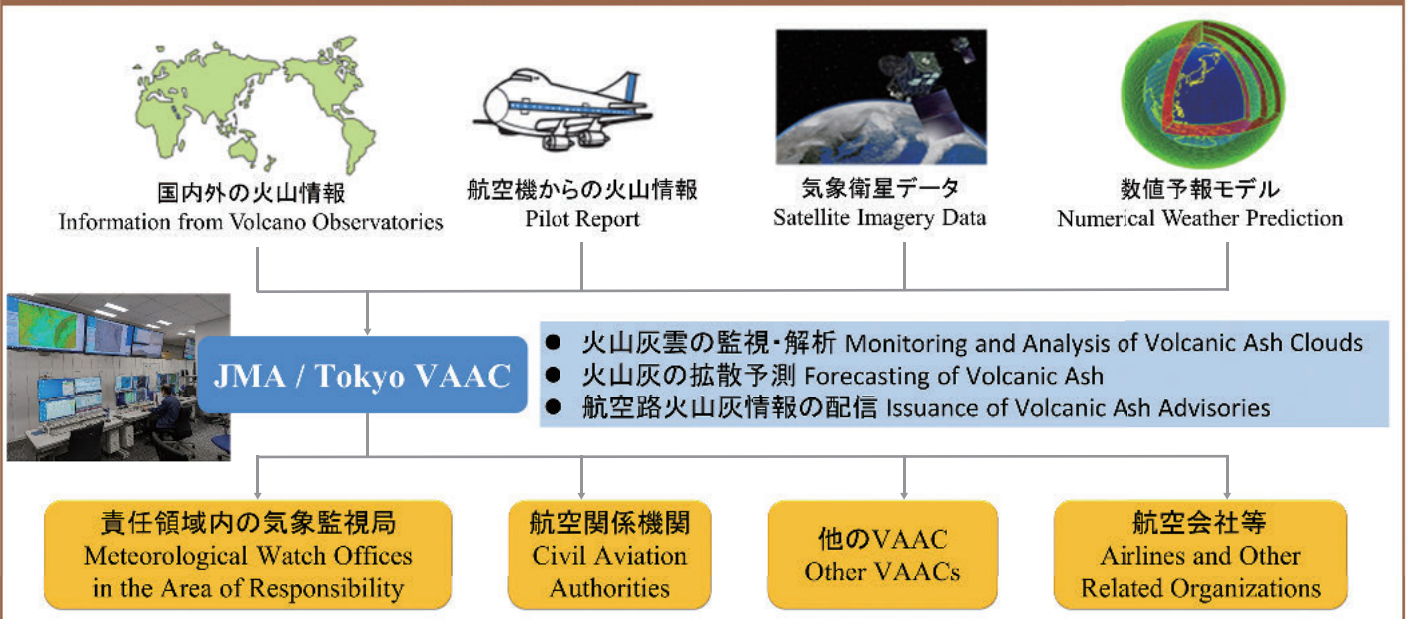 国内外の火山情報
Information from Volcano Observatories
航空機からの火山情報
Pilot Report
気象衛星データ
Satellite Imagery Data
数値予報モデル
Numerical Weather Prediction
JMA / Tokyo VAAC
● 火山灰雲の監視・解析 Monitoring and Analysis of Volcanic Ash Clouds
● 火山灰の拡散予測 Forecasting of Volcanic Ash
● 航空路火山灰情報の配信 Issuance of Volcanic Ash Advisories
責任領域内の気象監視局
Meteorological Watch Offices
in the Area of Responsibility
航空関係機関
Civil Aviation
Authorities
他のVAAC
Other VAACs
航空会社等
Airlines and Other
Related Organizations